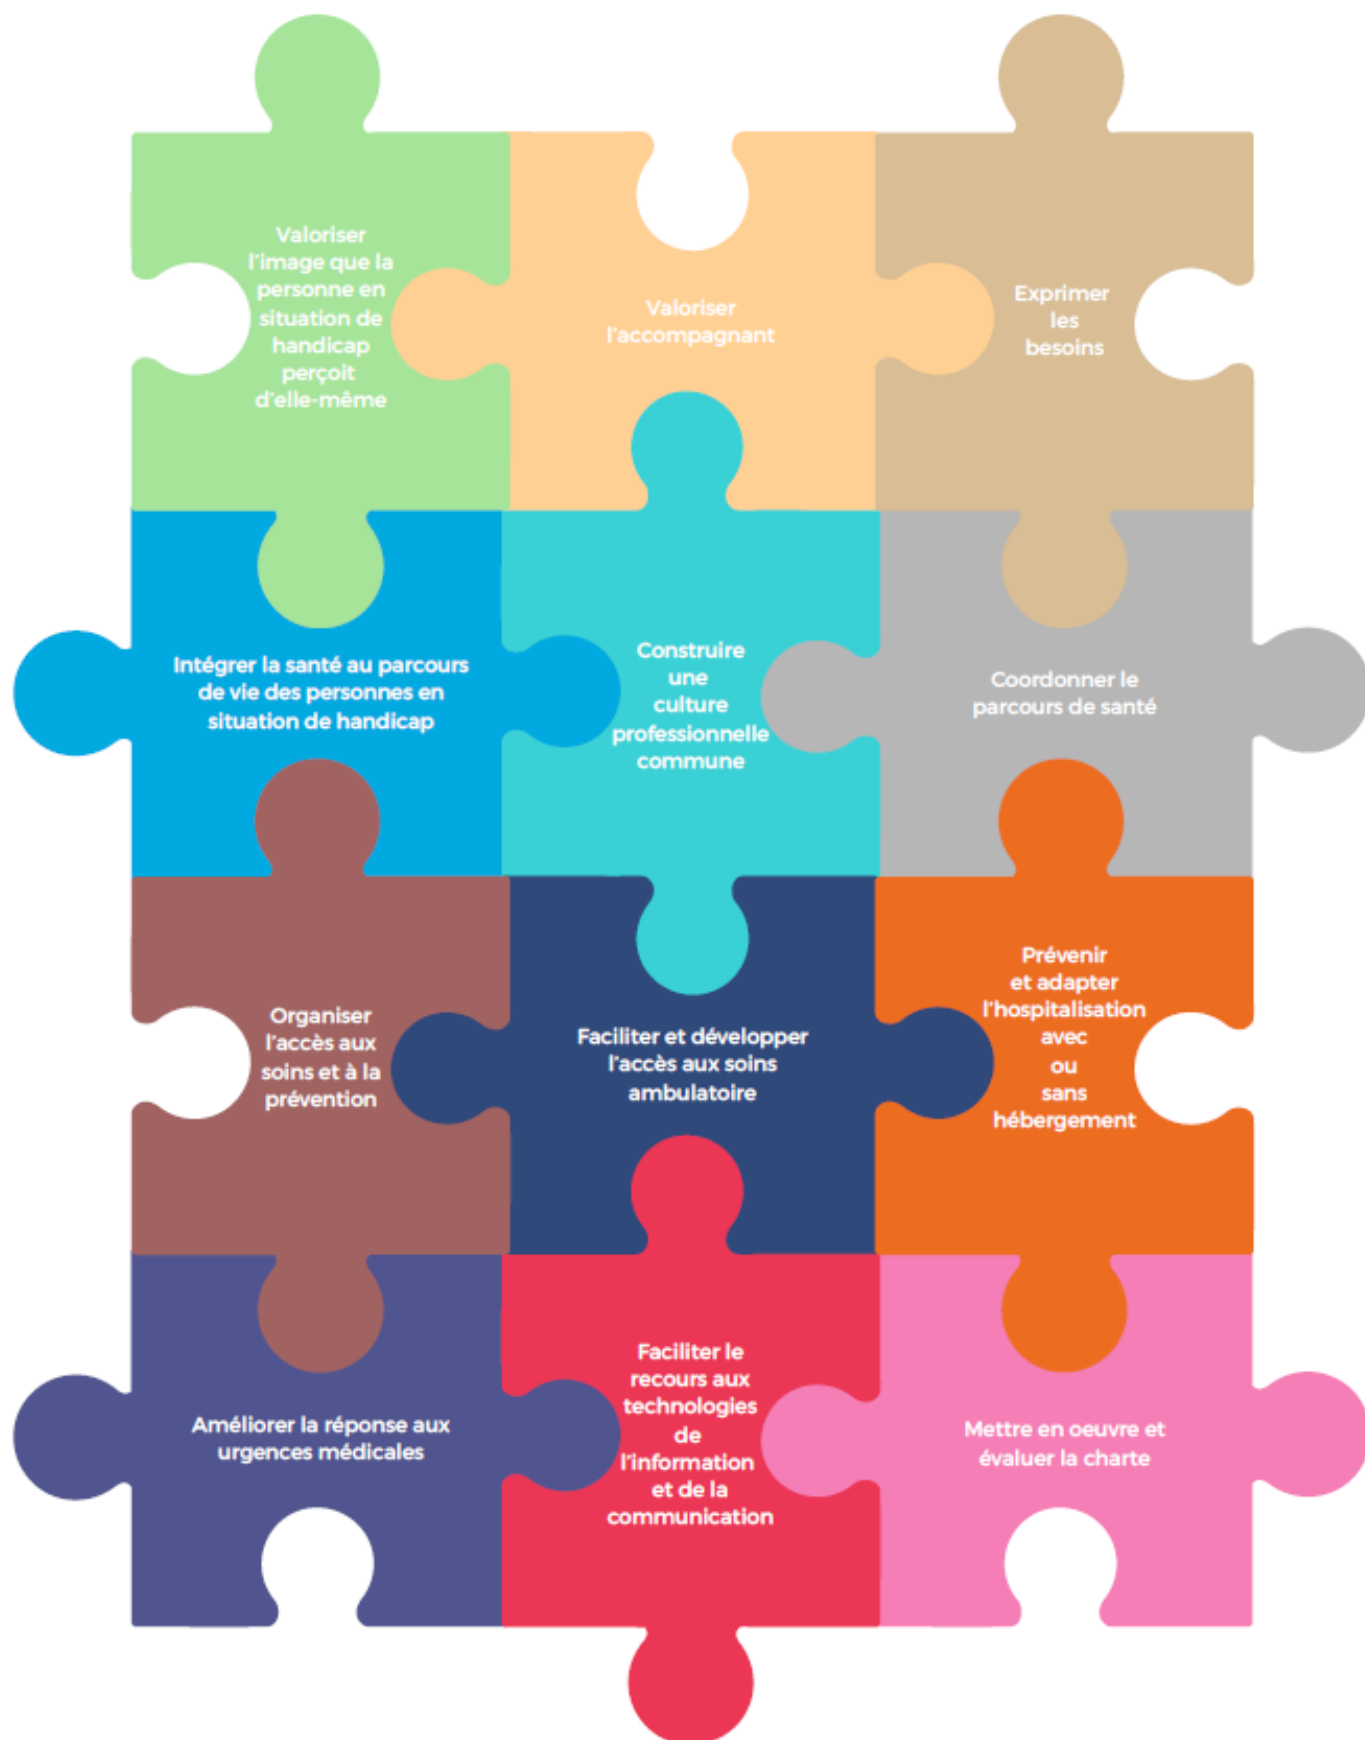 Valoriser
l'image que la
personne en
situation de
handicap
perçoit
d'elle-même
Valoriser
l'accompagnant
Exprimer
les
besoins
Intégrer la santé au parcours
de vie des personnes en
situation de handicap
Construire
une
culture
professionnelle
commune
Coordonner le
parcours de santé
Organiser
l'accès aux
soins et à la
prévention
Faciliter et développer
l'accès aux soins
ambulatoire
Prévenir
et adapter
l'hospitalisation
avec
ou
sans
hébergement
Améliorer la réponse aux
urgences médicales
Faciliter le
recours aux
technologies
de
l'information
et de la
communication
Mettre en oeuvre et
évaluer la charte